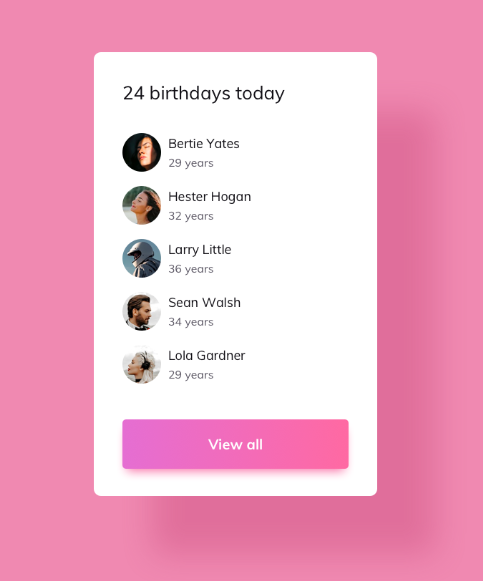 24 birthdays today
Bertie Yates
29 years
Hester Hogan
32 years
Larry Little
36 years
Sean Walsh
34 years
Lola Gardner
29 years
View all